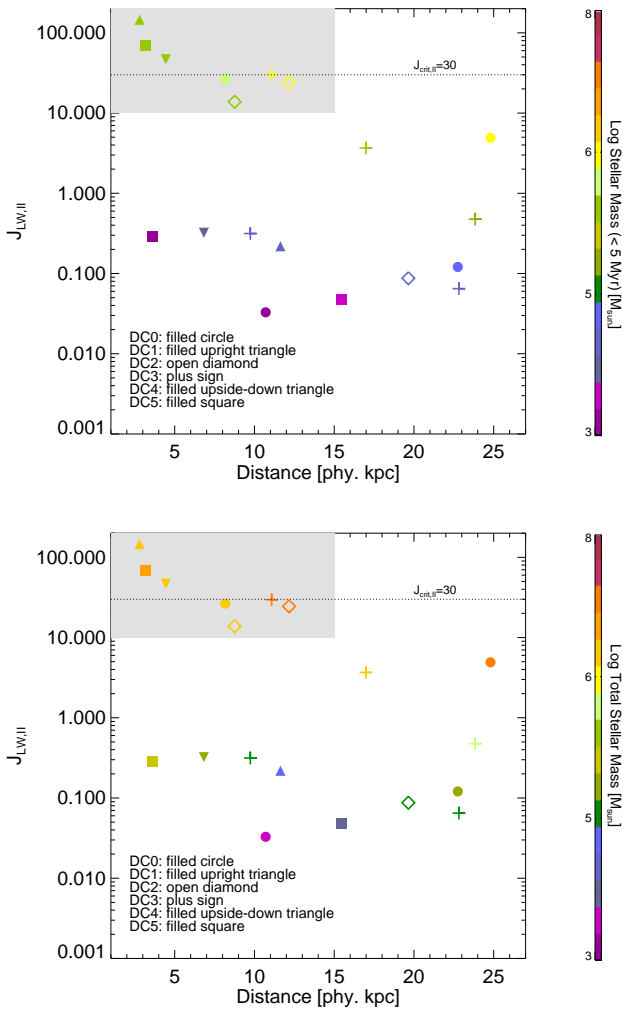 100.000
10.000
1.000
0.100
0.010
0.001
J_LW,II
J_crit,II=30
DC0: filled circle
DC1: filled upright triangle
DC2: open diamond
DC3: plus sign
DC4: filled upside-down triangle
DC5: filled square
5 10 15 20 25
Distance [phy. kpc]
8
6
5
3
Log Stellar Mass (< 5 Myr) [M_sun]
100.000
10.000
1.000
0.100
0.010
0.001
J_LW,II
J_crit,II=30
DC0: filled circle
DC1: filled upright triangle
DC2: open diamond
DC3: plus sign
DC4: filled upside-down triangle
DC5: filled square
5 10 15 20 25
Distance [phy. kpc]
8
6
5
3
Log Total Stellar Mass [M_sun]